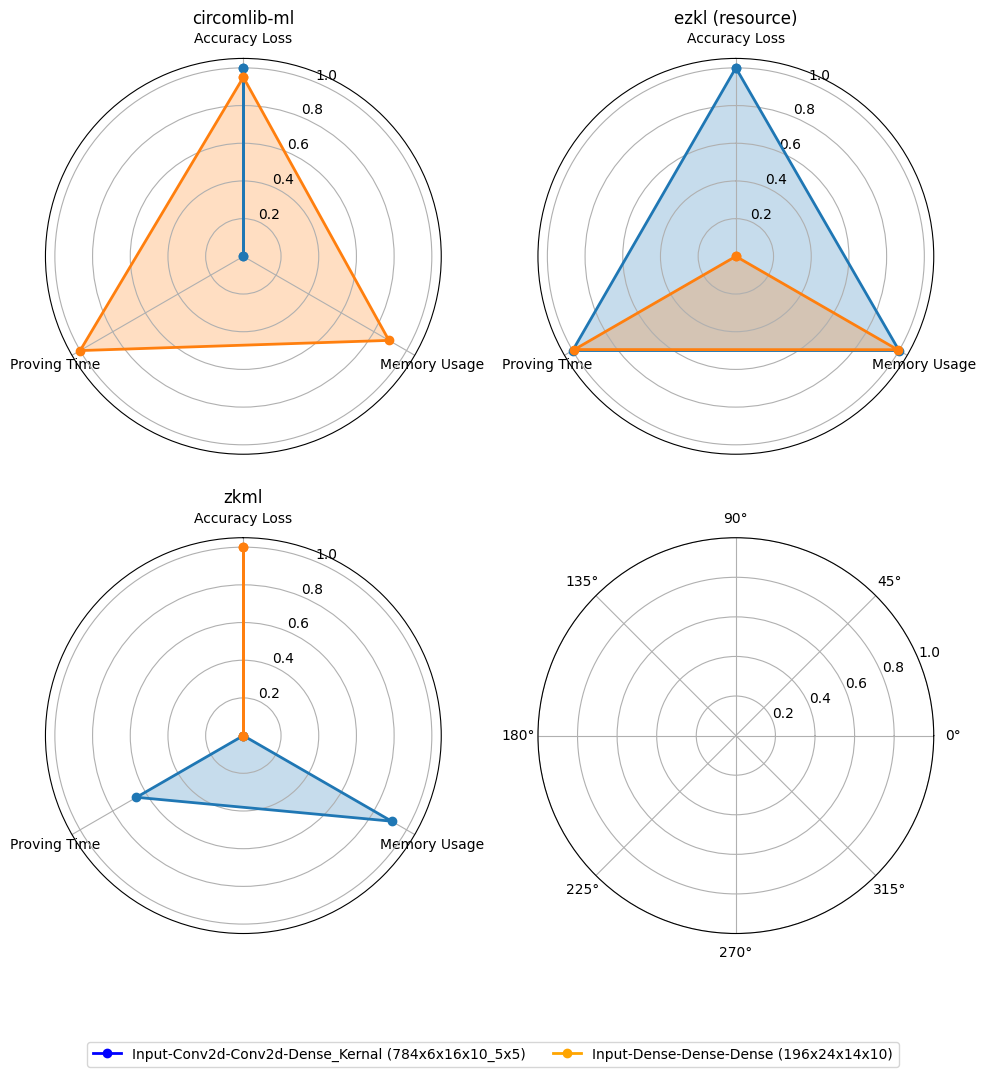 circomlib-ml
Accuracy Loss
1.0
0.8
0.6
0.4
0.2
Proving Time
Memory Usage
ezkl (resource)
Accuracy Loss
1.0
0.8
0.6
0.4
0.2
Proving Time
Memory Usage
zkml
Accuracy Loss
1.0
0.8
0.6
0.4
0.2
Proving Time
Memory Usage
90°
135°
45°
1.0
0.8
0.6
0.4
0.2
180°
0°
225°
315°
270°
Input-Conv2d-Conv2d-Dense_Kernal (784x6x16x10_5x5)
Input-Dense-Dense-Dense (196x24x14x10)